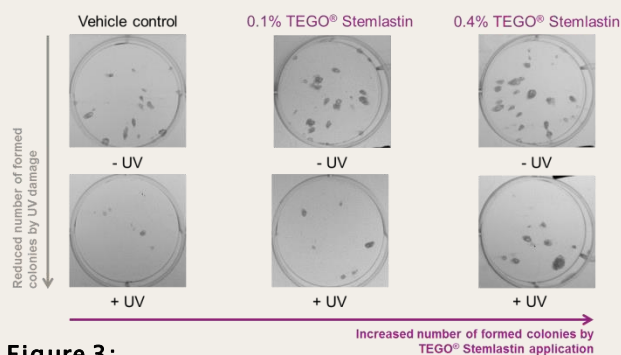 Vehicle control
0.1% TEGO® Stemlastin
0.4% TEGO® Stemlastin
Reduced number of formed
colonies by UV damage
- UV
- UV
- UV
+ UV
+ UV
+ UV
Increased number of formed colonies by
TEGO® Stemlastin application
Figure 3: